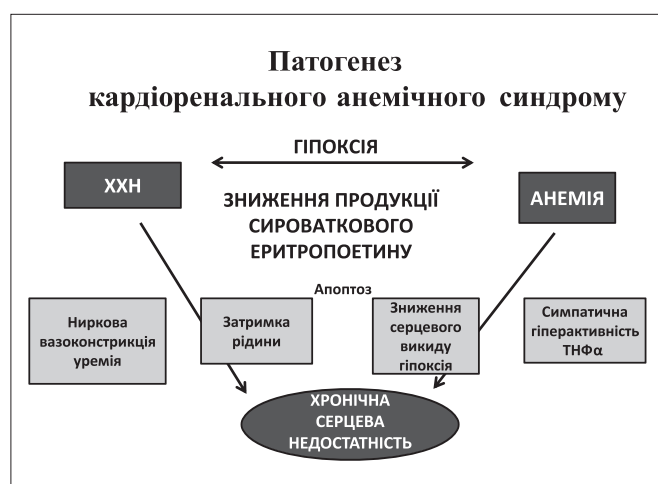 Патогенез
кардіоренального анемічного синдрому
ГІПОКСІЯ
ХХН
АНЕМІЯ
ЗНИЖЕННЯ ПРОДУКЦІЇ
СИРОВАТКОВОГО
ЕРИТРОПОЕТИНУ
Апоптоз
Ниркова
вазоконстрикція
уремія
Затримка
рідини
Зниження
серцевого
викиду
гіпоксія
Симпатична
гіперактивність
ТНФα
ХРОНІЧНА
СЕРЦЕВА
НЕДОСТАТНІСТЬ